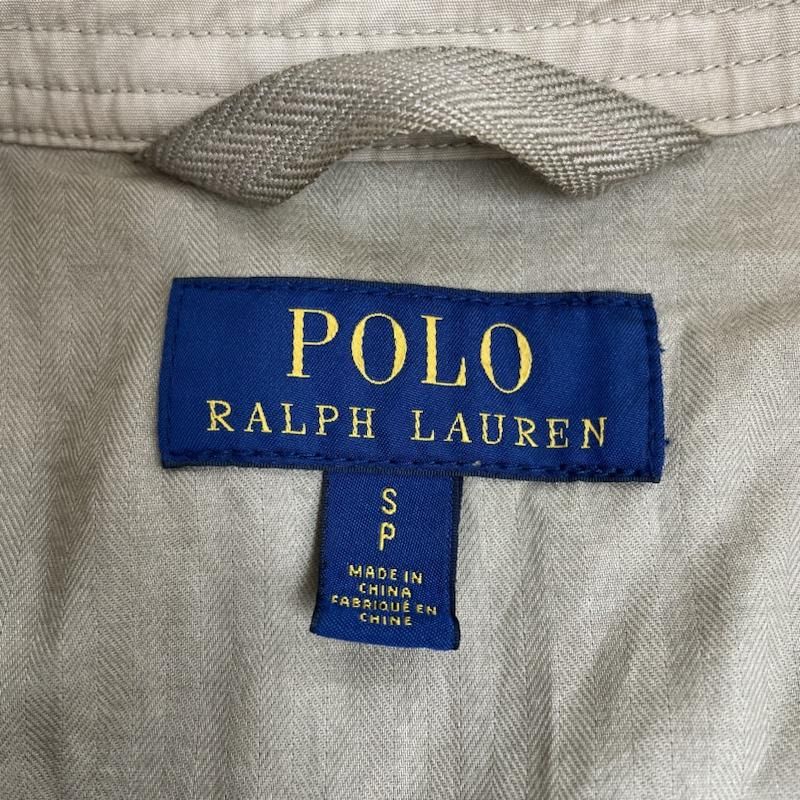 POLO
RALPH LAUREN
S
P
MADE IN
CHINA
FABRIQUÉ EN
CHINE